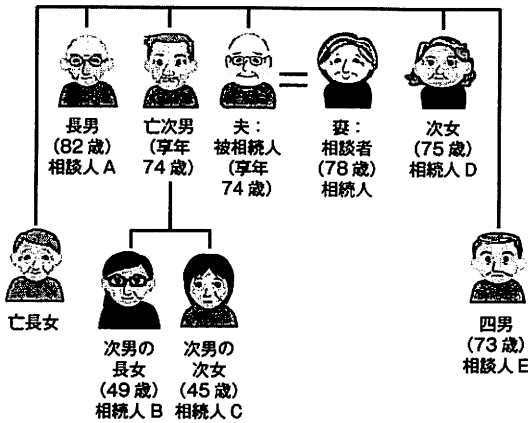 長男
(82歳)
相談人A
亡次男
(享年
74歳)
夫：
被相続人
(享年
74歳)
妻：
相談者
(78歳)
相続人
次女
(75歳)
相続人D
亡長女
次男の
長女
(49歳)
相続人B
次男の
次女
(45歳)
相続人C
四男
(73歳)
相談人E